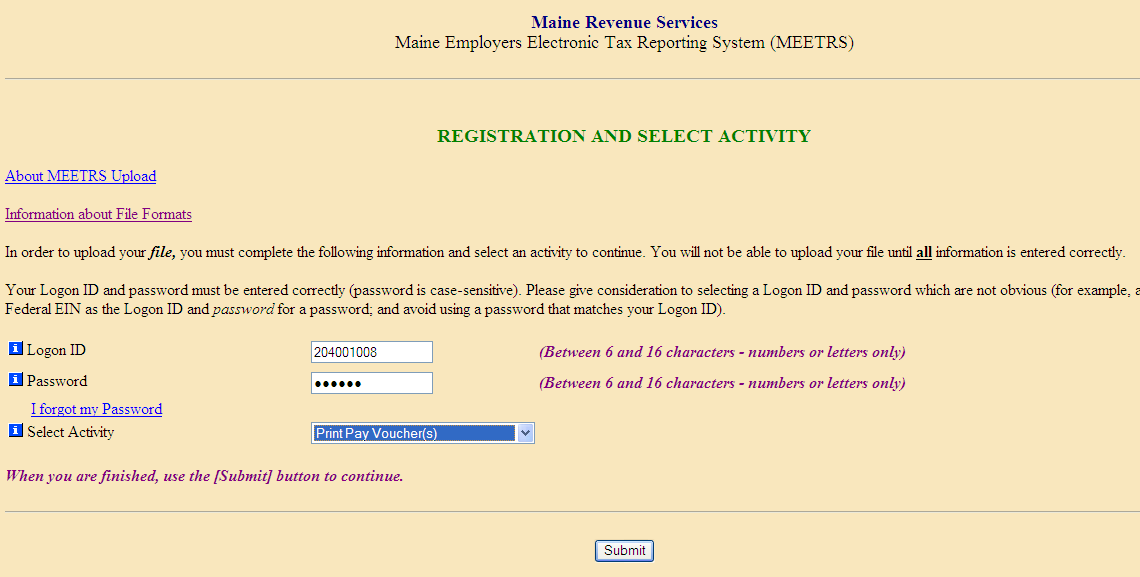 Maine Revenue Services
Maine Employers Electronic Tax Reporting System (MEETRS)
REGISTRATION AND SELECT ACTIVITY
About MEETRS Upload
Information about File Formats
In order to upload your file, you must complete the following information and select an activity to continue. You will not be able to upload your file until all information is entered correctly.
Your Logon ID and password must be entered correctly (password is case-sensitive). Please give consideration to selecting a Logon ID and password which are not obvious (for example, a
Federal EIN as the Logon ID and password for a password; and avoid using a password that matches your Logon ID).
i Logon ID 204001008 (Between 6 and 16 characters - numbers or letters only)
i Password •••••• (Between 6 and 16 characters - numbers or letters only)
I forgot my Password
i Select Activity Print Pay Voucher(s)
When you are finished, use the [Submit] button to continue.
Submit